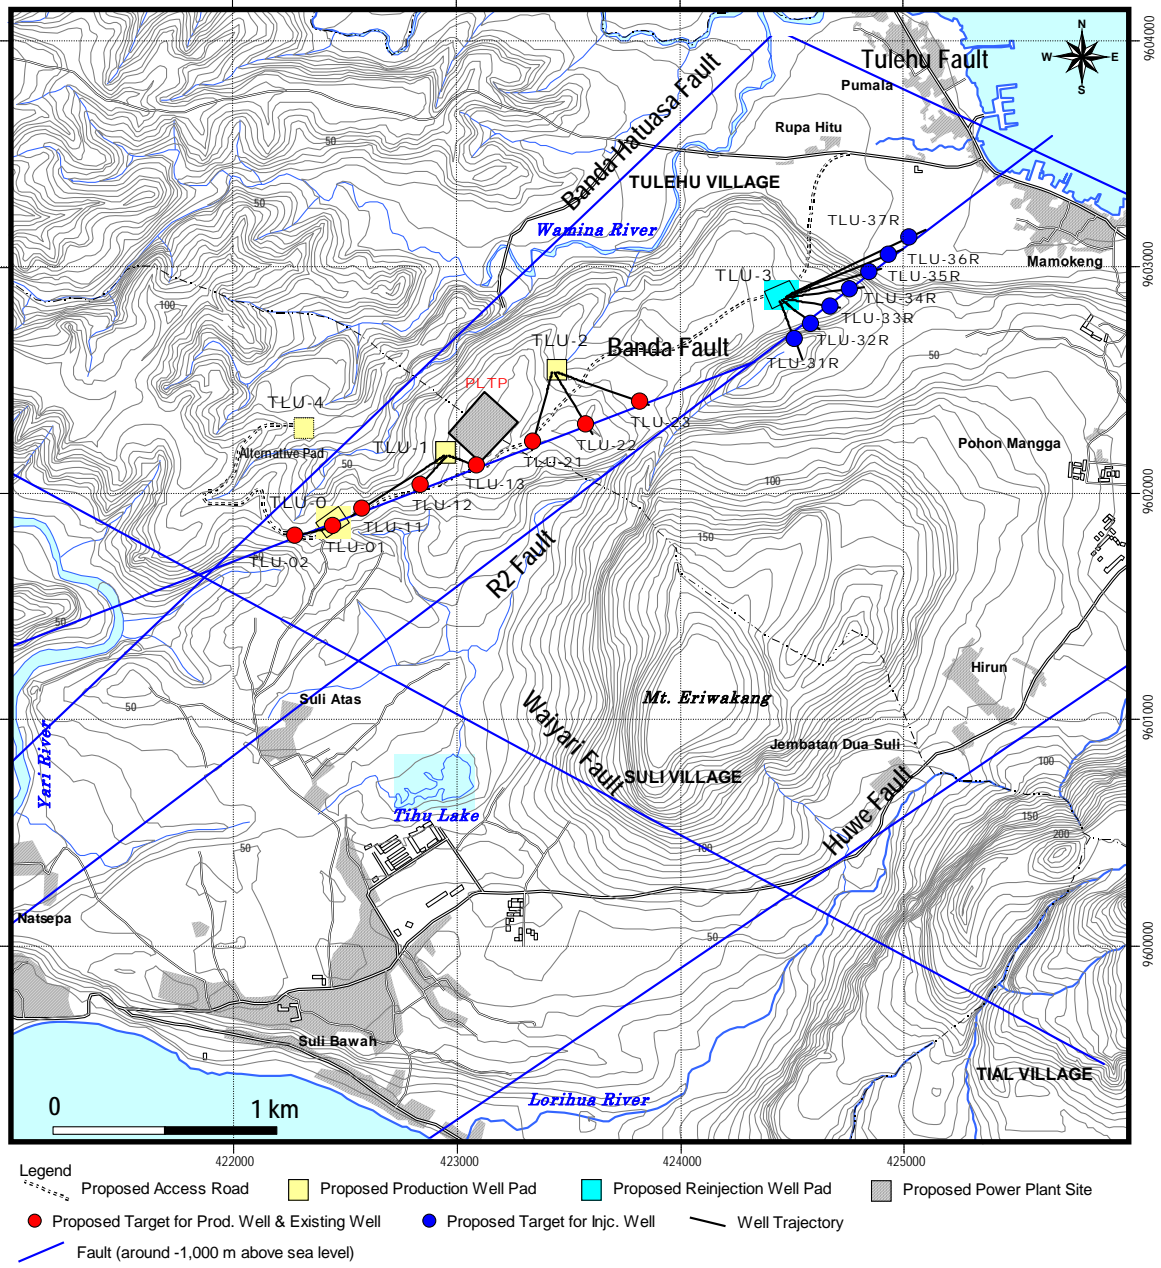 N
W
E
S
Tulehu Fault
Pumala
Rupa Hitu
Banda Hatuasa Fault
TULEHU VILLAGE
Wamina River
TLU-37R
TLU-36R
Mamokeng
TLU-3
TLU-35R
TLU-34R
TLU-33R
TLU-32R
TLU-31R
TLU-2
Banda Fault
PLTP
TLU-4
TLU-23
TLU-1
TLU-22
Alternative Pad
TLU-21
Pohon Mangga
TLU-13
TLU-0
TLU-12
TLU-11
TLU-01
TLU-02
R2 Fault
Hirun
Suli Atas
Mt. Eriwakang
Waiyari Fault
Jembatan Dua Suli
Yari River
SULI VILLAGE
Tihu Lake
Huwe Fault
Natsepa
Suli Bawah
TIAL VILLAGE
Lorihua River
50
50
100
50
50
100
150
50
50
100
150
200
100
50
50
9604000
9603000
9602000
9601000
9600000
0
1 km
422000
423000
424000
425000
Legend
Proposed Access Road
Proposed Production Well Pad
Proposed Reinjection Well Pad
Proposed Power Plant Site
Proposed Target for Prod. Well & Existing Well
Proposed Target for Injc. Well
Well Trajectory
Fault (around -1,000 m above sea level)